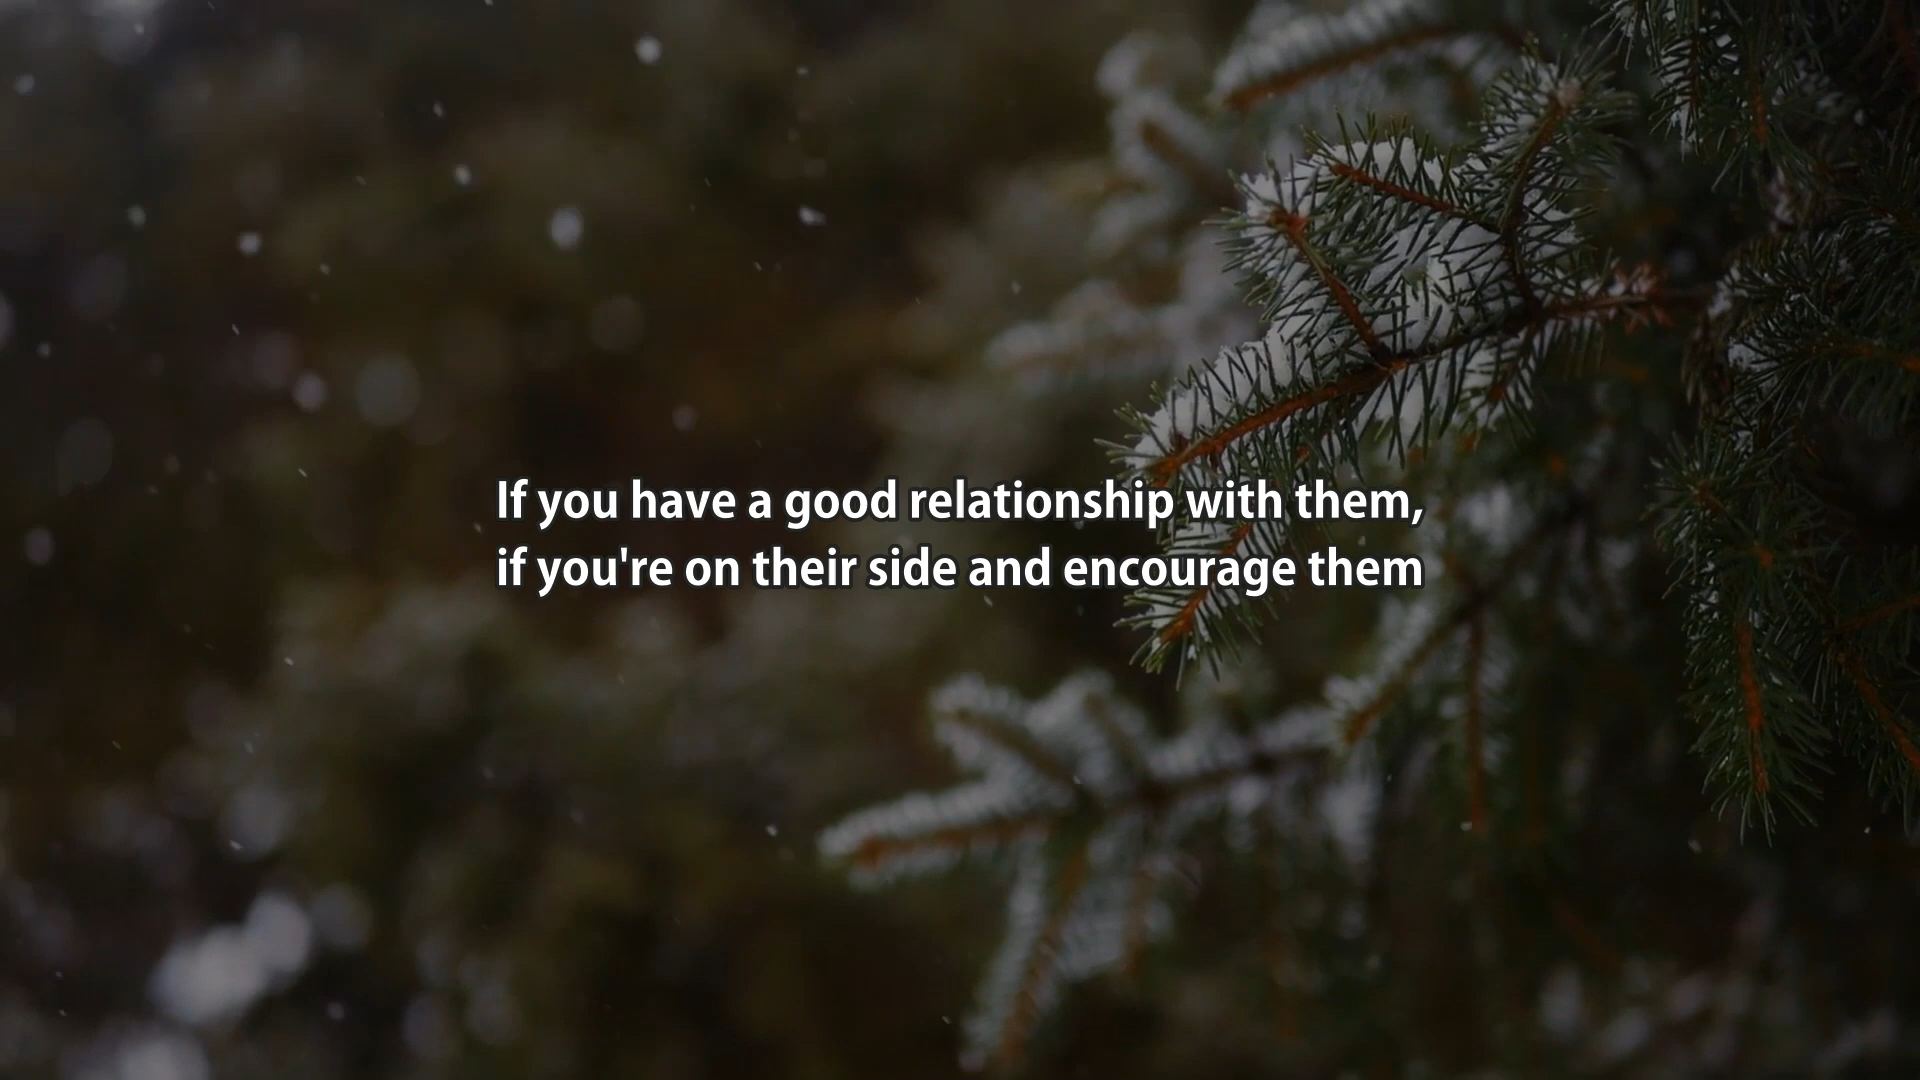 If you have a good relationship with them,
if you're on their side and encourage them